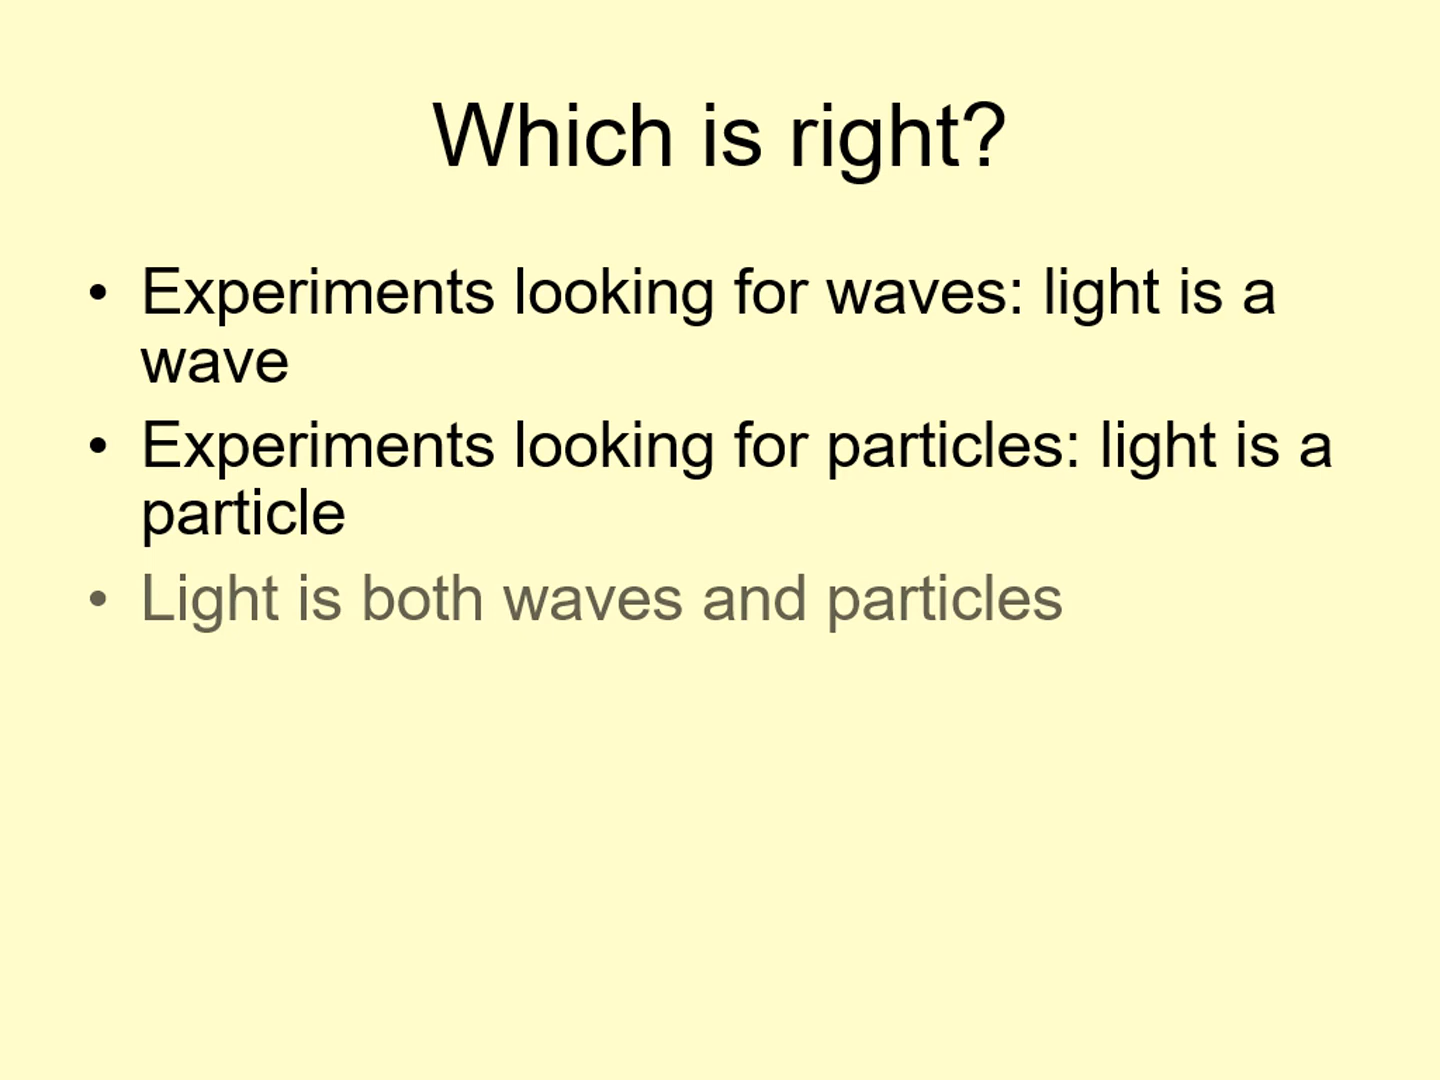 Which is right?
• Experiments looking for waves: light is a
wave
• Experiments looking for particles: light is a
particle
• Light is both waves and particles